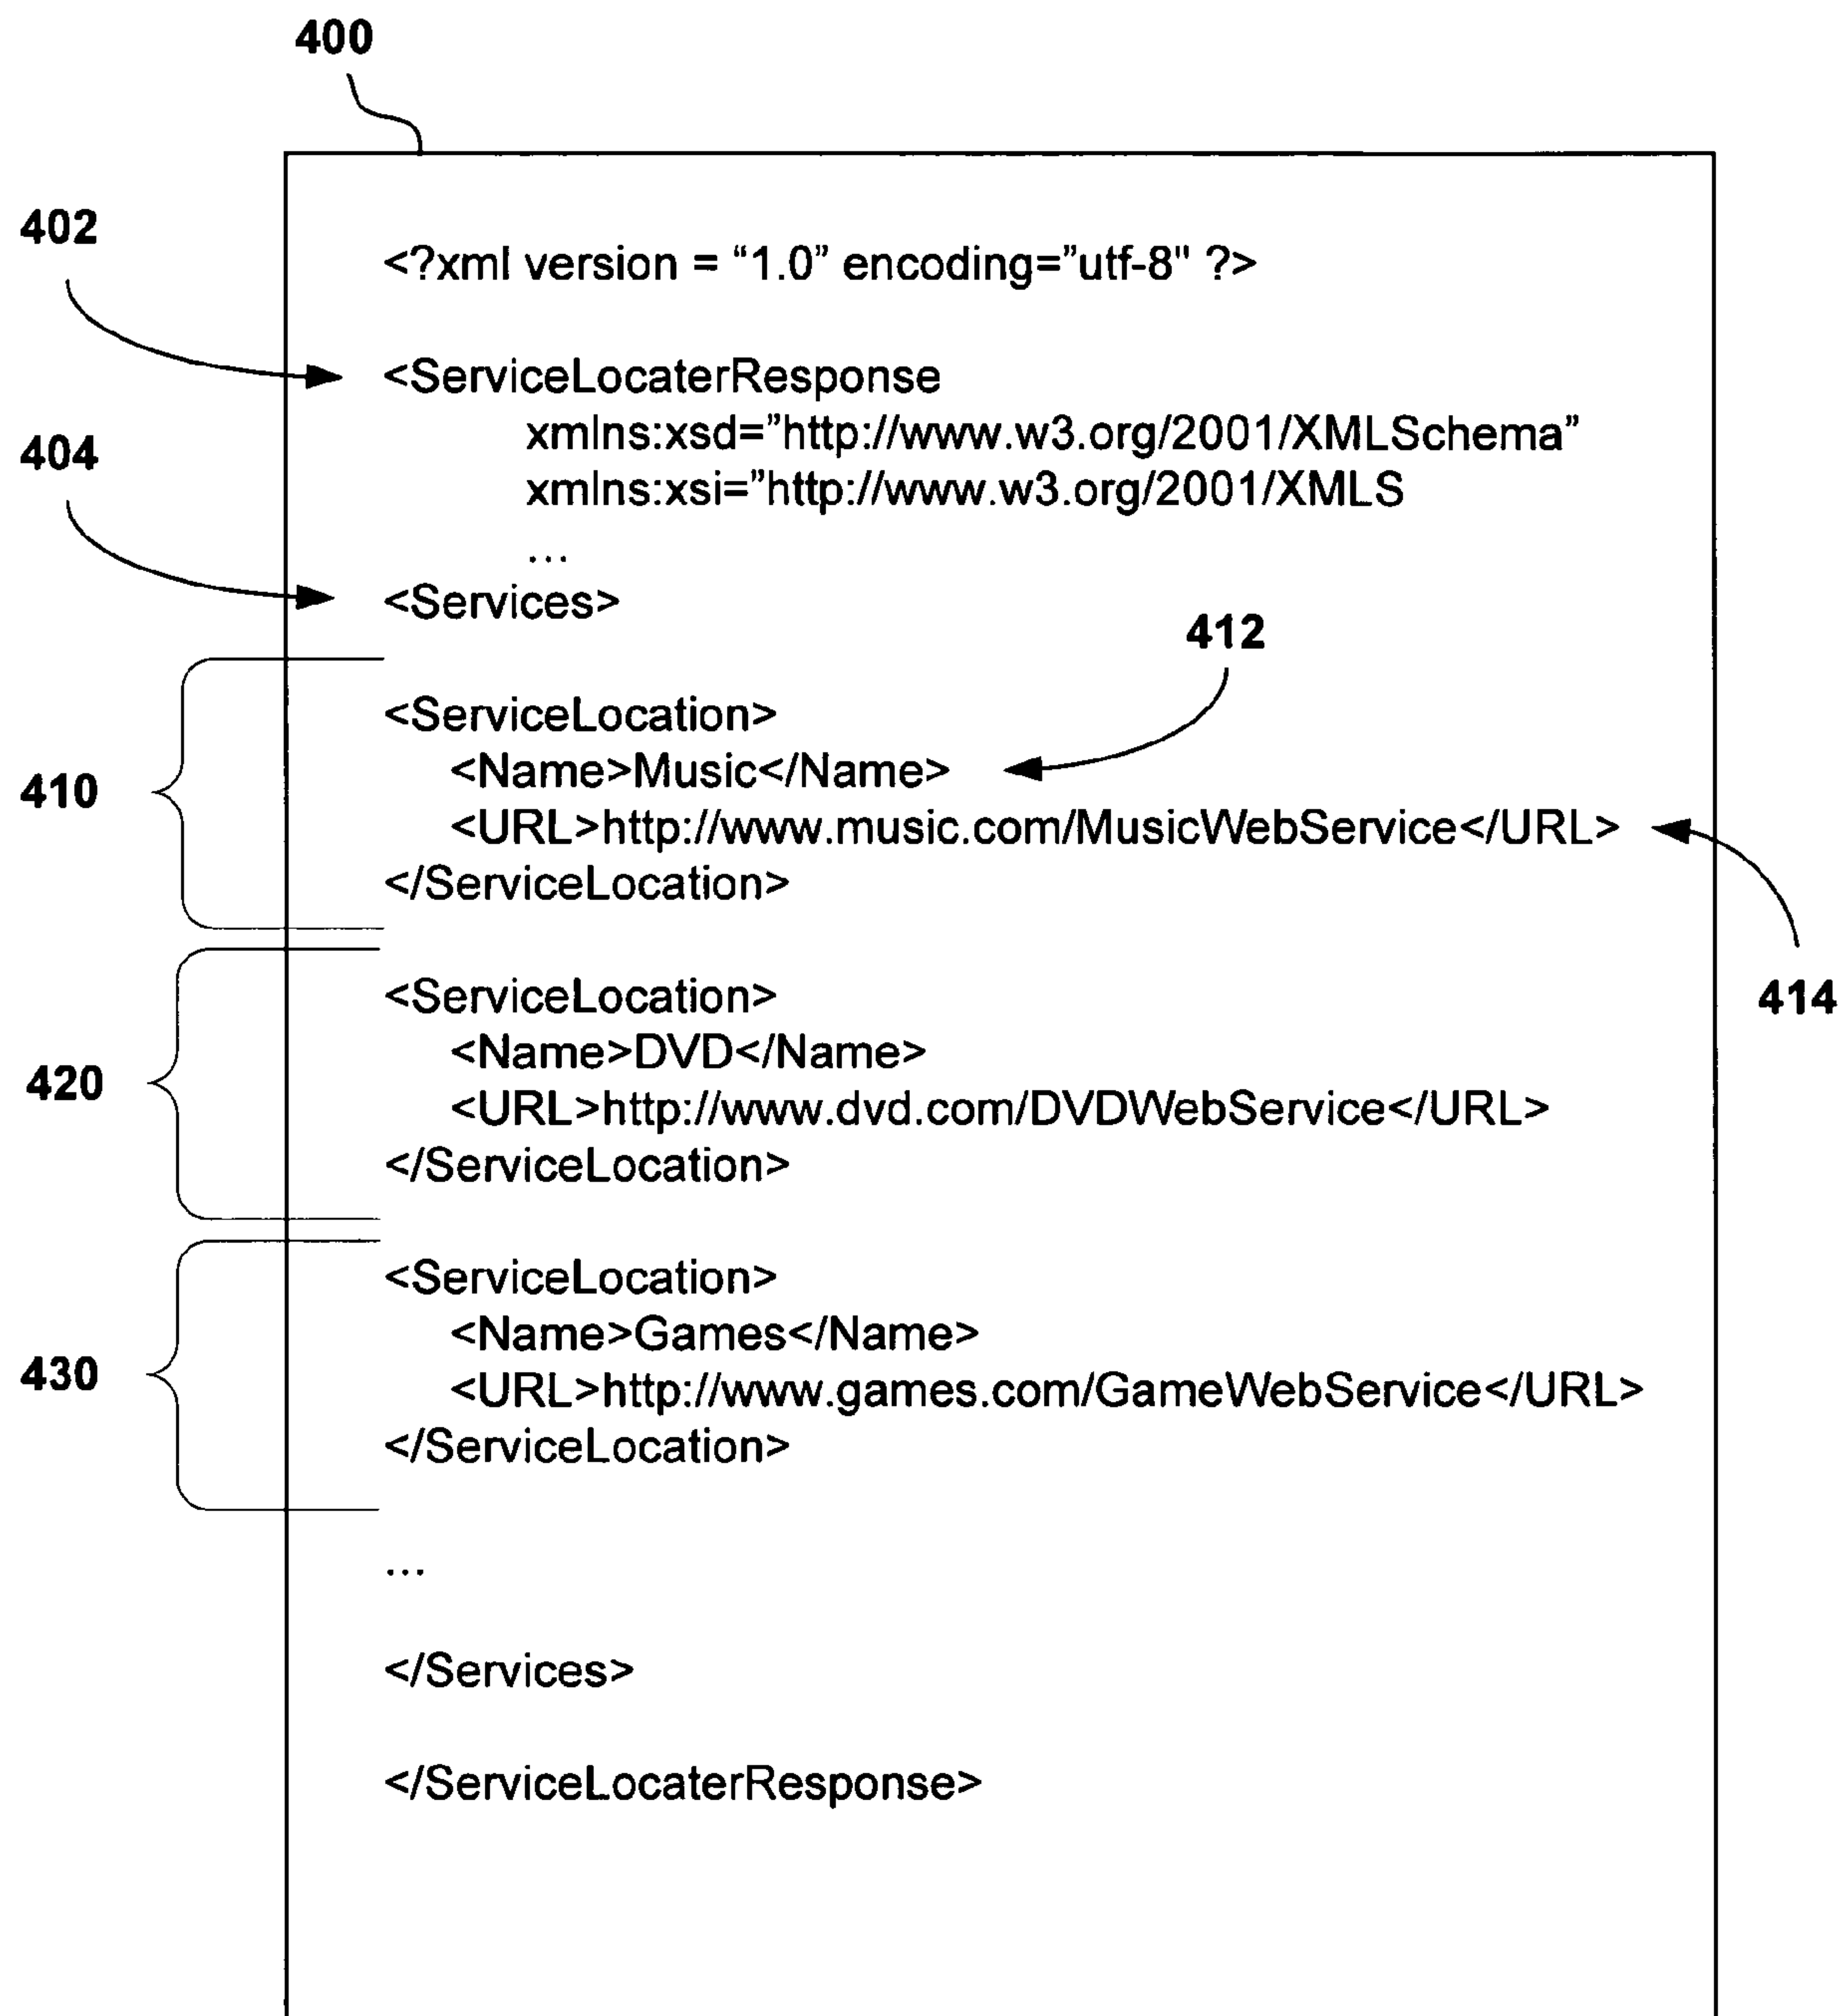 400
402
<?xml version = “1.0” encoding=”utf-8" ?>
<ServiceLocaterResponse
xmlns:xsd=”http://www.w3.org/2001/XMLSchema”
404
xmlns:xsi=”http://www.w3.org/2001/XMLS
...
<Services>
412
<ServiceLocation>
<Name>Music</Name>
410
<URL>http://www.music.com/MusicWebService</URL>
</ServiceLocation>
<ServiceLocation>
414
<Name>DVD</Name>
420
<URL>http://www.dvd.com/DVDWebService</URL>
</ServiceLocation>
<ServiceLocation>
<Name>Games</Name>
430
<URL>http://www.games.com/GameWebService</URL>
</ServiceLocation>
...
</Services>
</ServiceLocaterResponse>